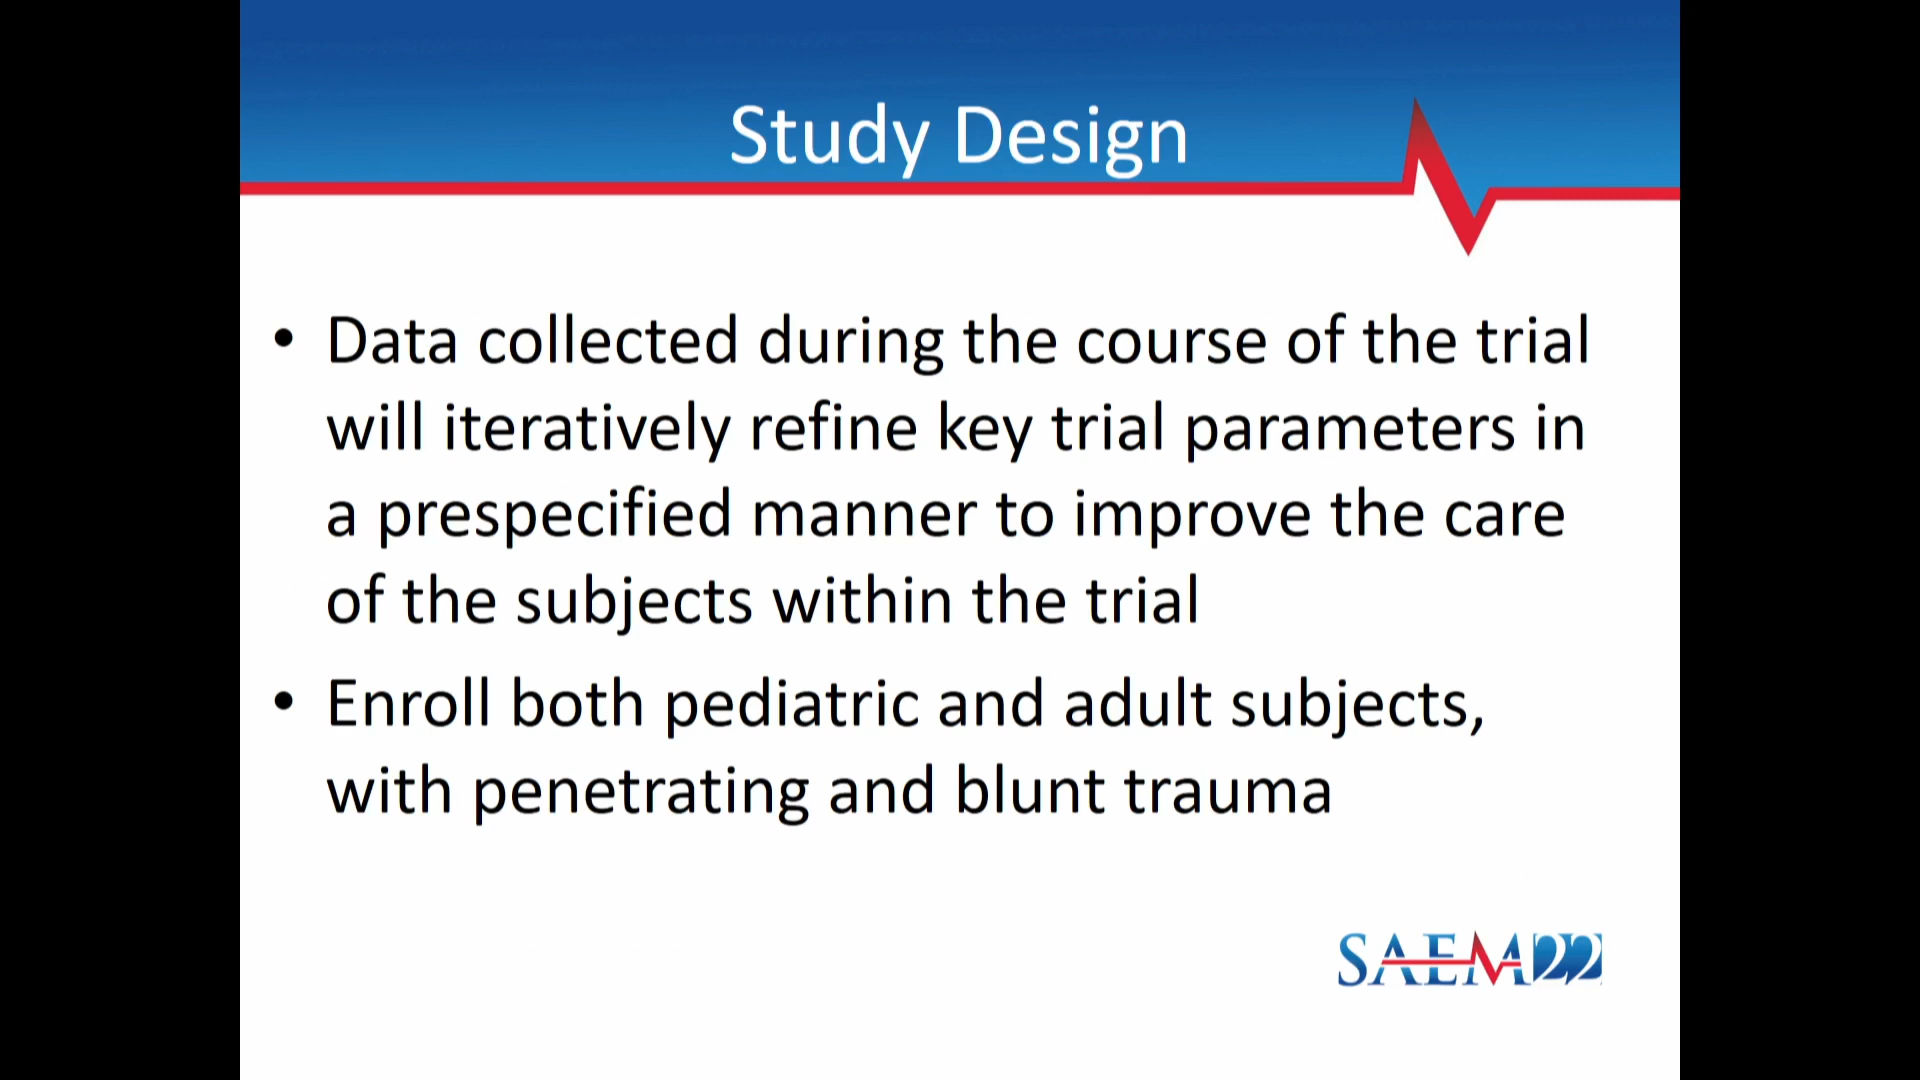 Study Design
• Data collected during the course of the trial
will iteratively refine key trial parameters in
a prespecified manner to improve the care
of the subjects within the trial
• Enroll both pediatric and adult subjects,
with penetrating and blunt trauma
SAEM22